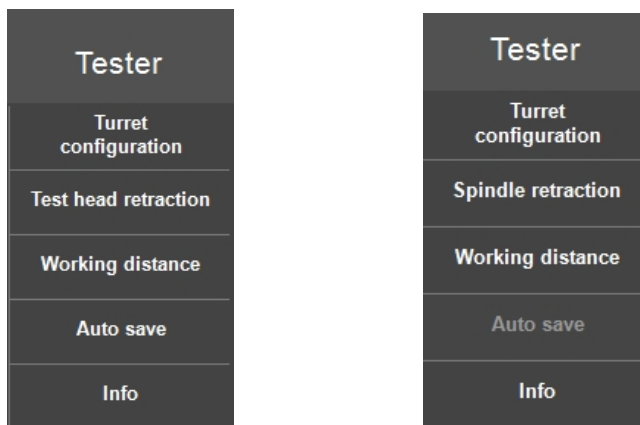 Tester
Turret
configuration
Test head retraction
Working distance
Auto save
Info
Tester
Turret
configuration
Spindle retraction
Working distance
Auto save
Info